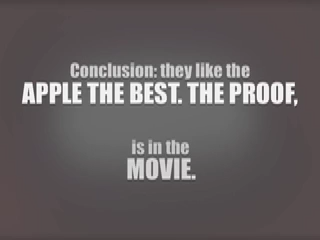 Conclusion: they like the
APPLE THE BEST. THE PROOF,
is in the
MOVIE.